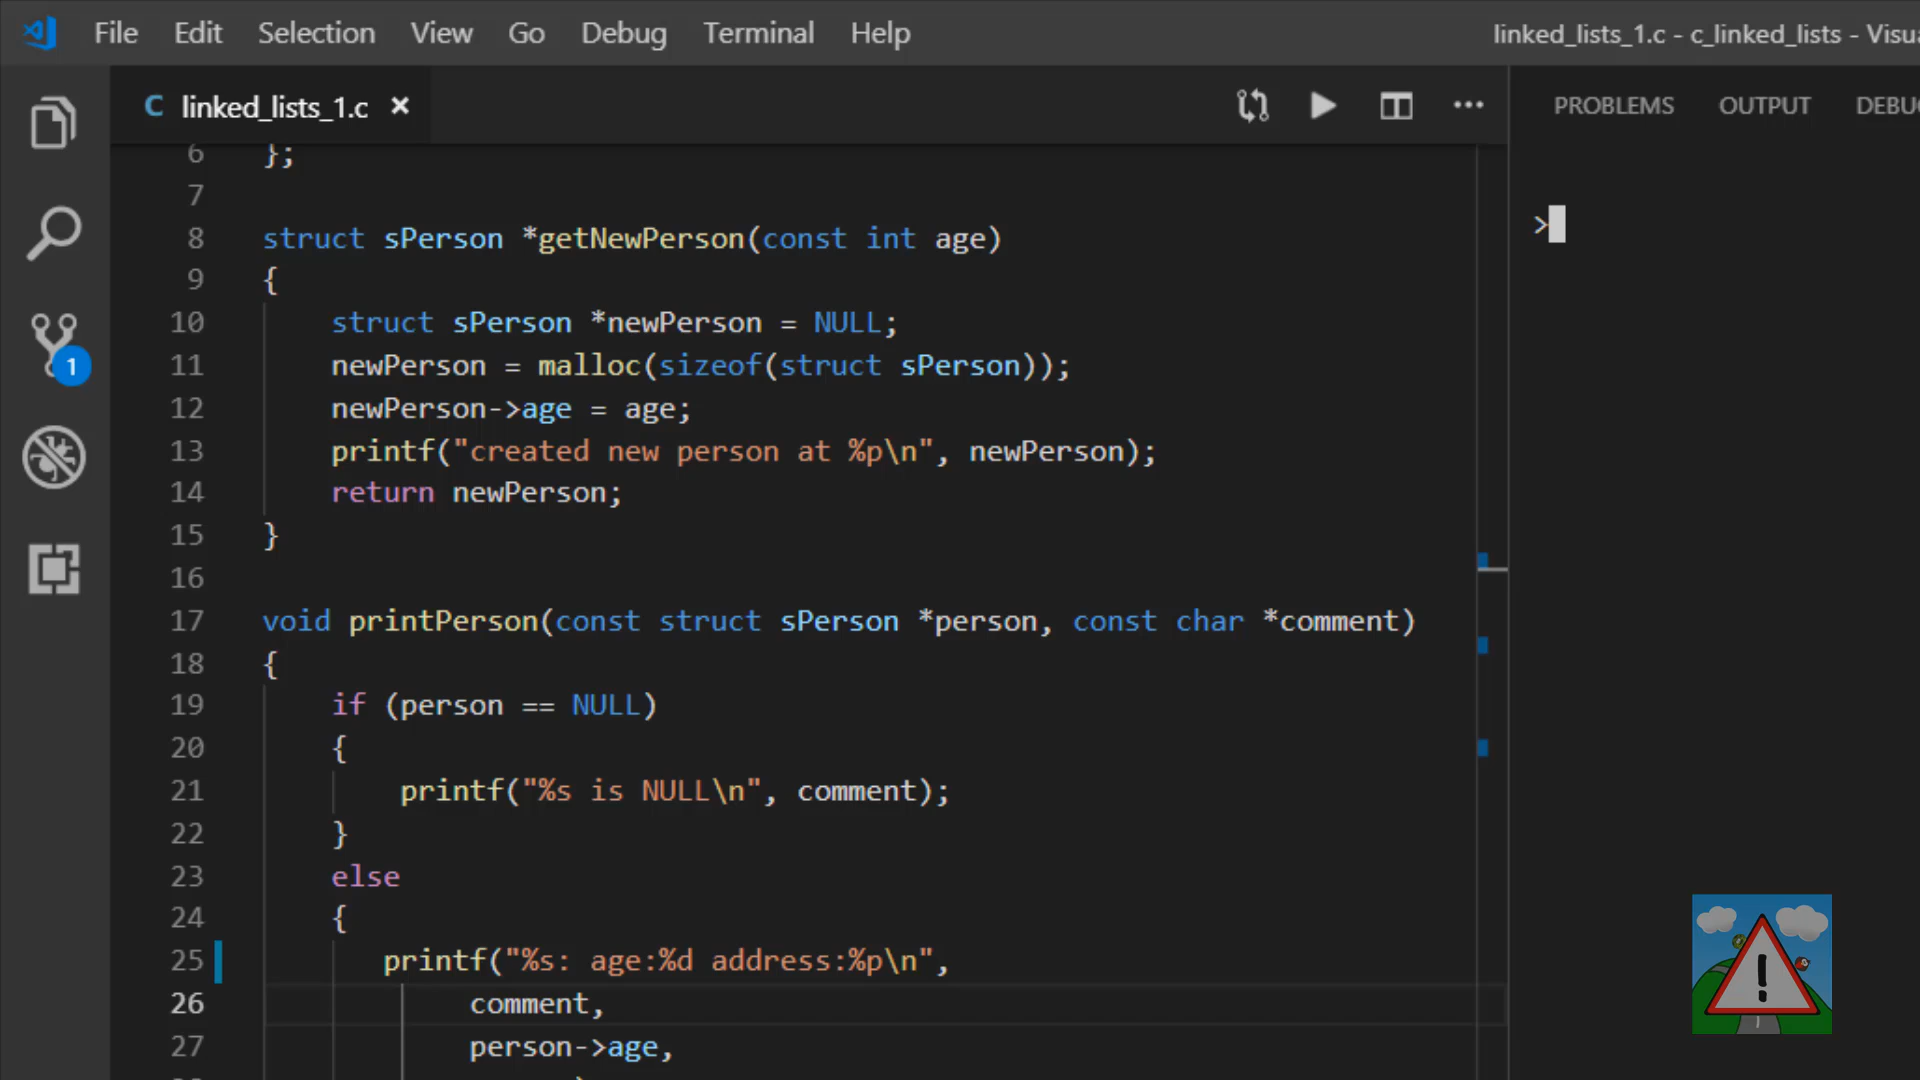 File Edit Selection View Go Debug Terminal Help
linked_lists_1.c - c_linked_lists - Visua
C linked_lists_1.c ×
PROBLEMS OUTPUT DEBU
6 };
7
8 struct sPerson *getNewPerson(const int age)
9 {
10 struct sPerson *newPerson = NULL;
11 newPerson = malloc(sizeof(struct sPerson));
12 newPerson->age = age;
13 printf("created new person at %p\n", newPerson);
14 return newPerson;
15 }
16
17 void printPerson(const struct sPerson *person, const char *comment)
18 {
19 if (person == NULL)
20 {
21 printf("%s is NULL\n", comment);
22 }
23 else
24 {
25 printf("%s: age:%d address:%p\n",
26 comment,
27 person->age,
>
1
!